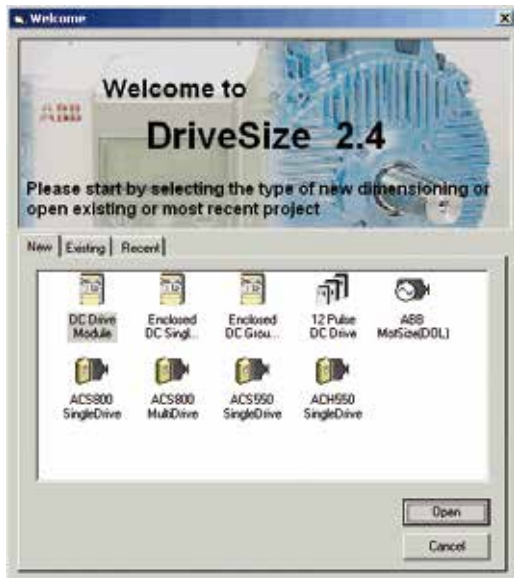 Welcome
Welcome to
DriveSize 2.4
Please start by selecting the type of new dimensioning or
open existing or most recent project
New Existing Recent
DC Drive Module
Enclosed DC Singl...
Enclosed DC Grou...
12 Pulse DC Drive
ABB MotSize(DOL)
ACS800 SingleDrive
ACS800 MultiDrive
ACS550 SingleDrive
ACH550 SingleDrive
Open
Cancel